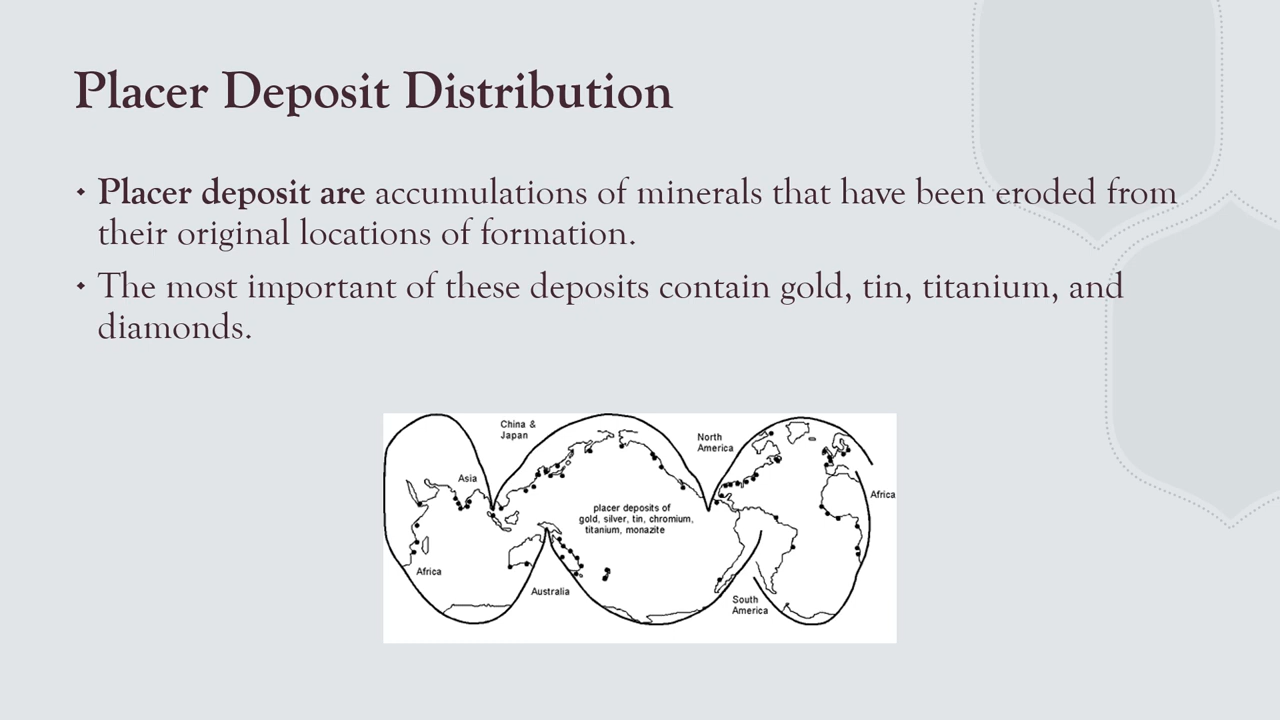 Placer Deposit Distribution
Placer deposit are accumulations of minerals that have been eroded from
their original locations of formation.
The most important of these deposits contain gold, tin, titanium, and
diamonds.
China &
Japan
North
America
Asia
Africa
placer deposits of
gold, silver, tin, chromium,
titanium, monazite
Africa
Australia
South
America